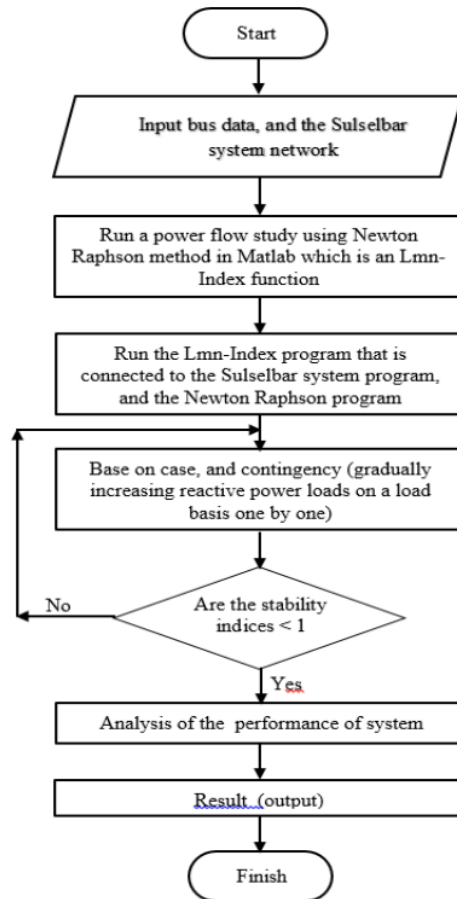 Start
Input bus data, and the Sulselbar
system network
Run a power flow study using Newton
Raphson method in Matlab which is an Lmn-
Index function
Run the Lmn-Index program that is
connected to the Sulselbar system program,
and the Newton Raphson program
Base on case, and contingency (gradually
increasing reactive power loads on a load
basis one by one)
Are the stability
indices < 1
No
Yes
Analysis of the performance of system
Result (output)
Finish